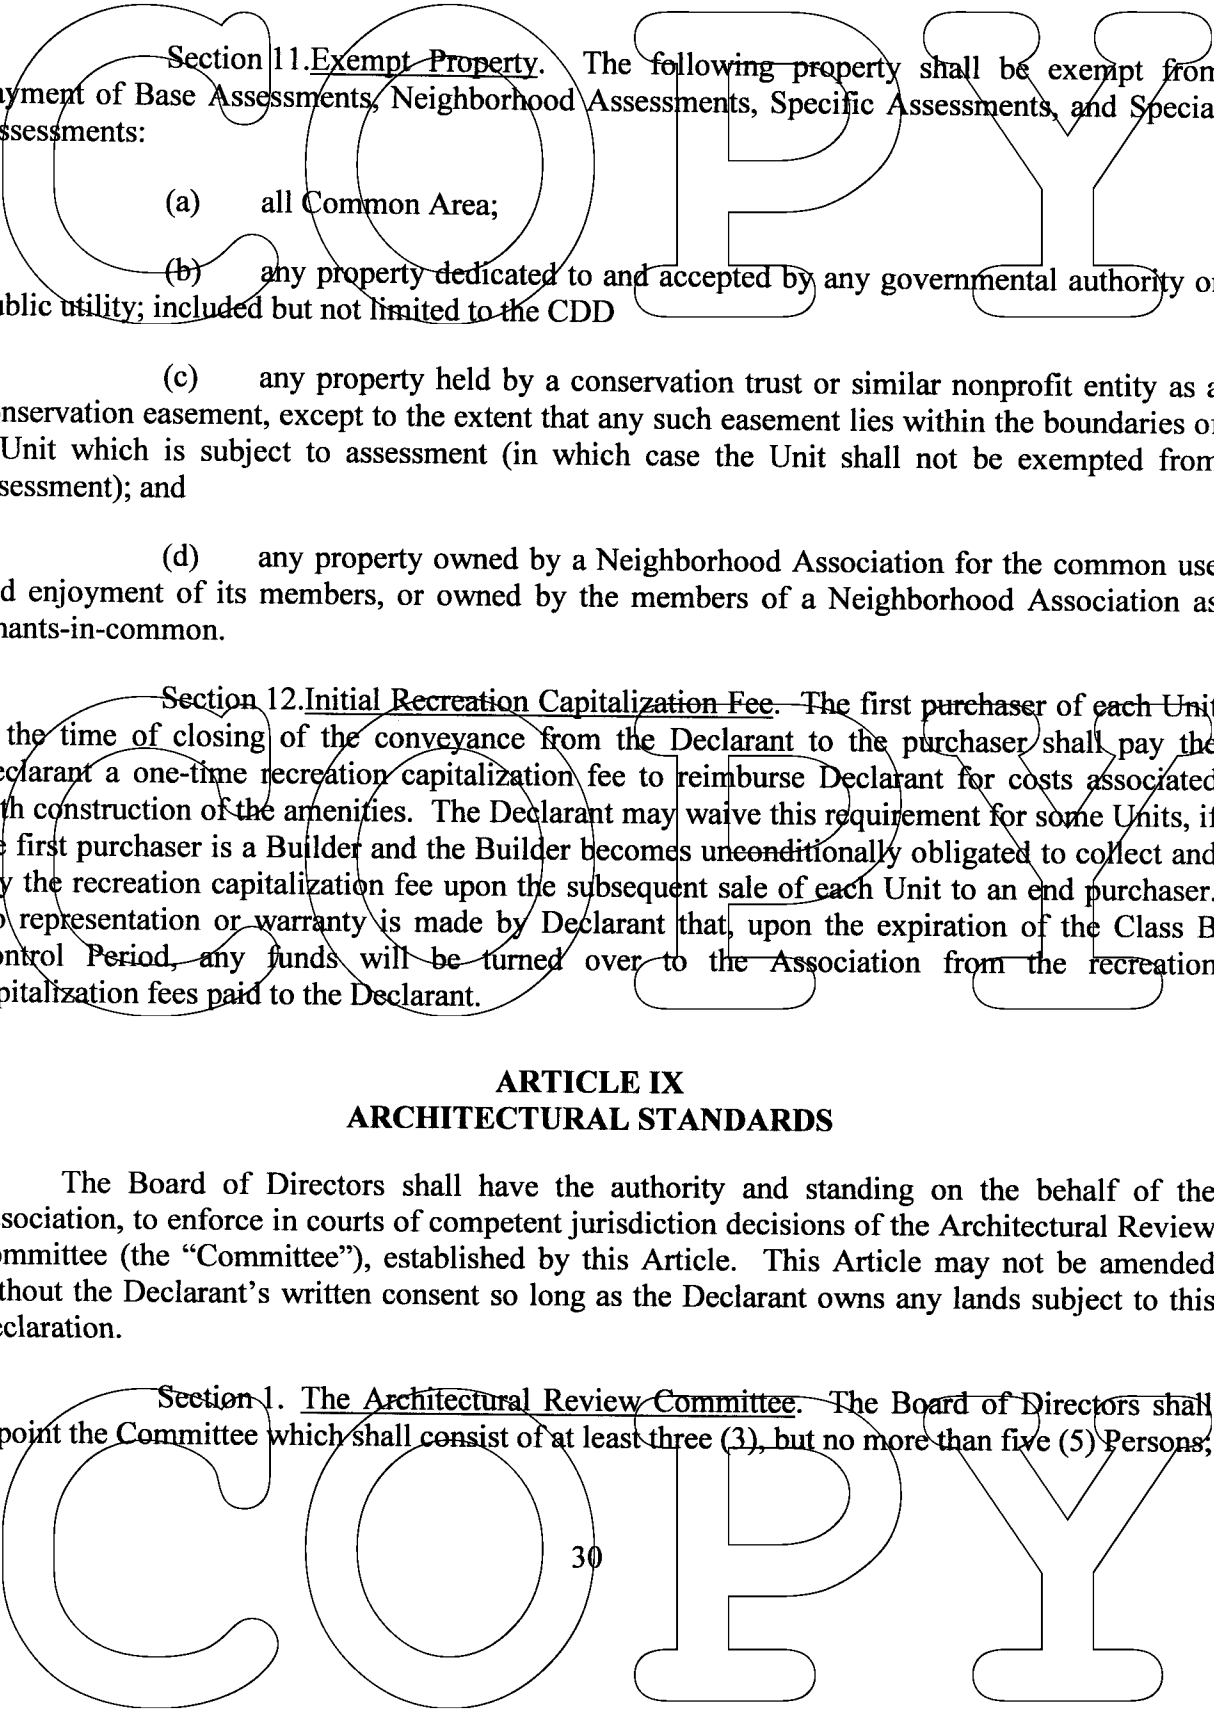 Section 11.Exempt Property. The following property shall be exempt from
yment of Base Assessments, Neighborhood Assessments, Specific Assessments, and Specia
ssessments:
(a) all Common Area;
(b) any property dedicated to and accepted by any governmental authority or
ublic utility; included but not limited to the CDD
(c) any property held by a conservation trust or similar nonprofit entity as a
nservation easement, except to the extent that any such easement lies within the boundaries of
Unit which is subject to assessment (in which case the Unit shall not be exempted from
sessment); and
(d) any property owned by a Neighborhood Association for the common use
d enjoyment of its members, or owned by the members of a Neighborhood Association as
nants-in-common.
Section 12.Initial Recreation Capitalization Fee. The first purchaser of each Unit
the time of closing of the conveyance from the Declarant to the purchaser shall pay the
eclarant a one-time recreation capitalization fee to reimburse Declarant for costs associated
th construction of the amenities. The Declarant may waive this requirement for some Units, if
e first purchaser is a Builder and the Builder becomes unconditionally obligated to collect and
y the recreation capitalization fee upon the subsequent sale of each Unit to an end purchaser.
o representation or warranty is made by Declarant that, upon the expiration of the Class B
ontrol Period, any funds will be turned over to the Association from the recreation
pitalization fees paid to the Declarant.
ARTICLE IX
ARCHITECTURAL STANDARDS
The Board of Directors shall have the authority and standing on the behalf of the
sociation, to enforce in courts of competent jurisdiction decisions of the Architectural Review
ommittee (the “Committee”), established by this Article. This Article may not be amended
ithout the Declarant’s written consent so long as the Declarant owns any lands subject to this
eclaration.
Section 1. The Architectural Review Committee. The Board of Directors shall
point the Committee which shall consist of at least three (3), but no more than five (5) Persons;
30
COPY
COPY
COPY